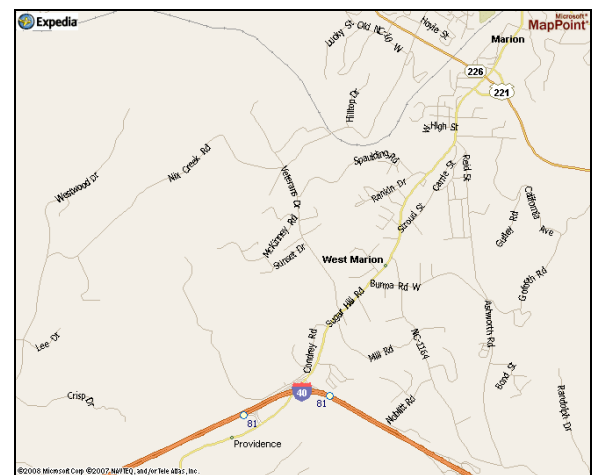 Expedia
Microsoft®
MapPoint®
Hoyle St
Lucky St
Old NC-10 W
Marion
226
221
Hilltop Dr
W High St
Nix Creek Rd
Westwood Dr
Veterans Dr
Spaulding Rd
Rankin Dr
Carrle St
Reid St
Stroud St
California Ave
Gurley Rd
McKinney Rd
Sunset Dr
West Marion
Goforth Rd
Burma Rd W
Sugar Hill Rd
Ashworth Rd
NC-1164
Condrey Rd
Lee Dr
Mill Rd
Bond St
Crisp Dr
40
81
81
Noblitt Rd
Randolph Dr
Providence
©2008 Microsoft Corp ©2007 NAVTEQ, and/or Tele Atlas, Inc.